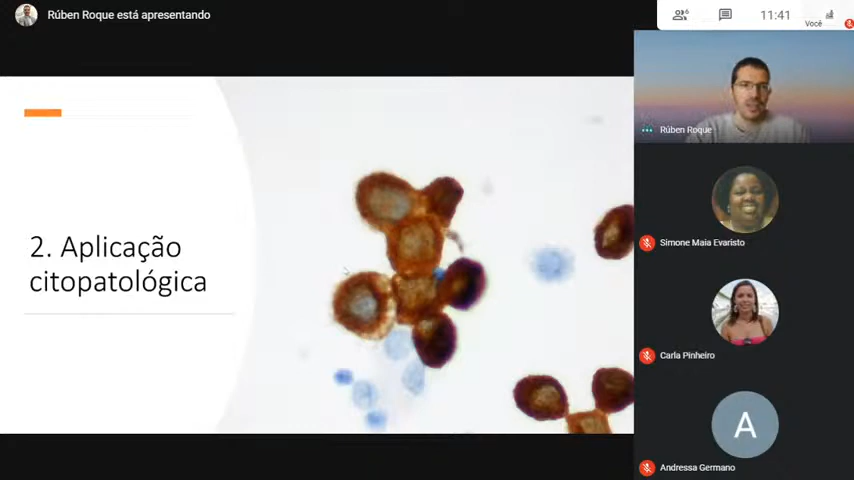 Rúben Roque está apresentando
11:41
Você
Rúben Roque
2. Aplicação
citopatológica
Simone Maia Evaristo
Carla Pinheiro
A
Andressa Germano